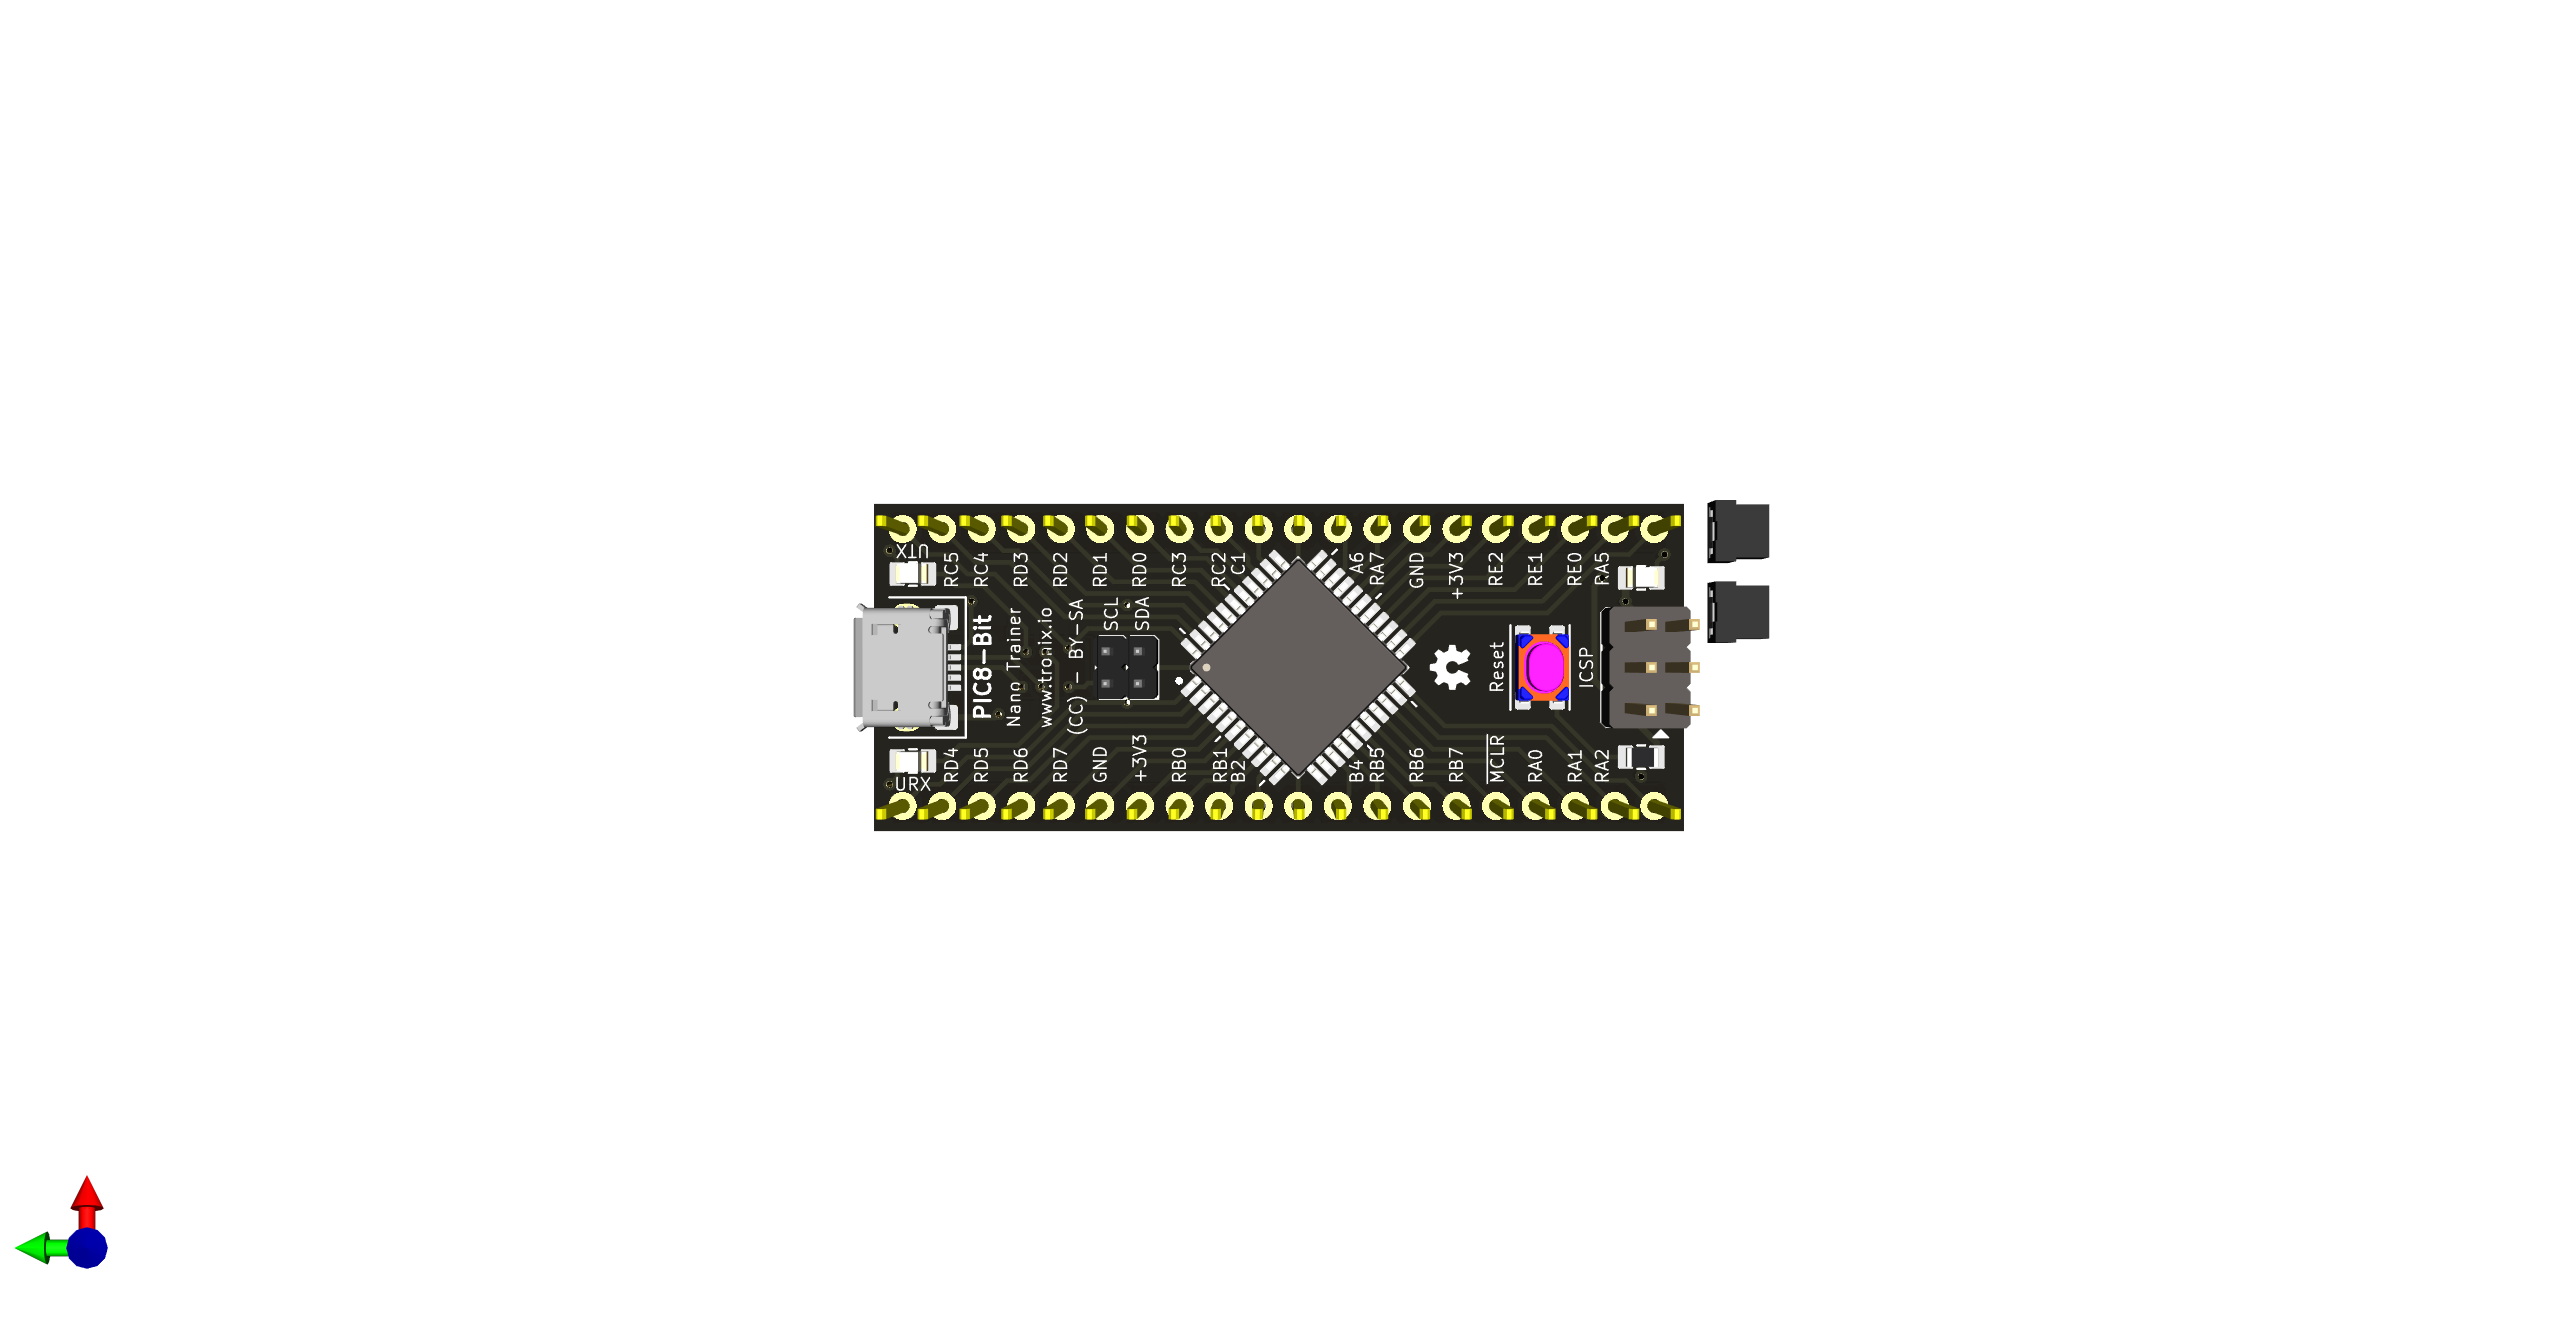 UTX
RC5
RC4
RD3
RD2
RD1
RD0
RC3
RC2
C1
A6
RA7
GND
+3V3
RE2
RE1
RE0
RA5
PIC8-Bit
Nano Trainer
www.tronix.io
(CC) - BY-SA
SCL
SDA
Reset
ICSP
URX
RD4
RD5
RD6
RD7
GND
+3V3
RB0
RB1
B2
B4
RB5
RB6
RB7
MCLR
RA0
RA1
RA2